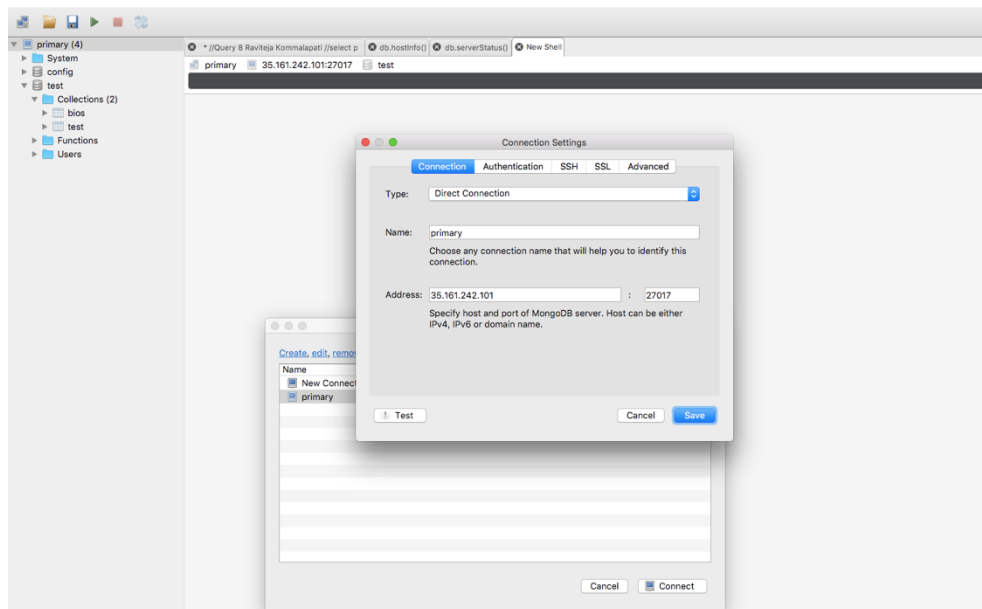 primary (4)
System
config
test
Collections (2)
bios
test
Functions
Users
* //Query 8 Raviteja Kommalapati //select p db.hostInfo() db.serverStatus() New Shell
primary 35.161.242.101:27017 test
Connection Settings
Connection Authentication SSH SSL Advanced
Type: Direct Connection
Name: primary
Choose any connection name that will help you to identify this
connection.
Address: 35.161.242.101 : 27017
Specify host and port of MongoDB server. Host can be either
IPv4, IPv6 or domain name.
! Test Cancel Save
Create, edit, remo
Name
New Connect
primary
Cancel Connect